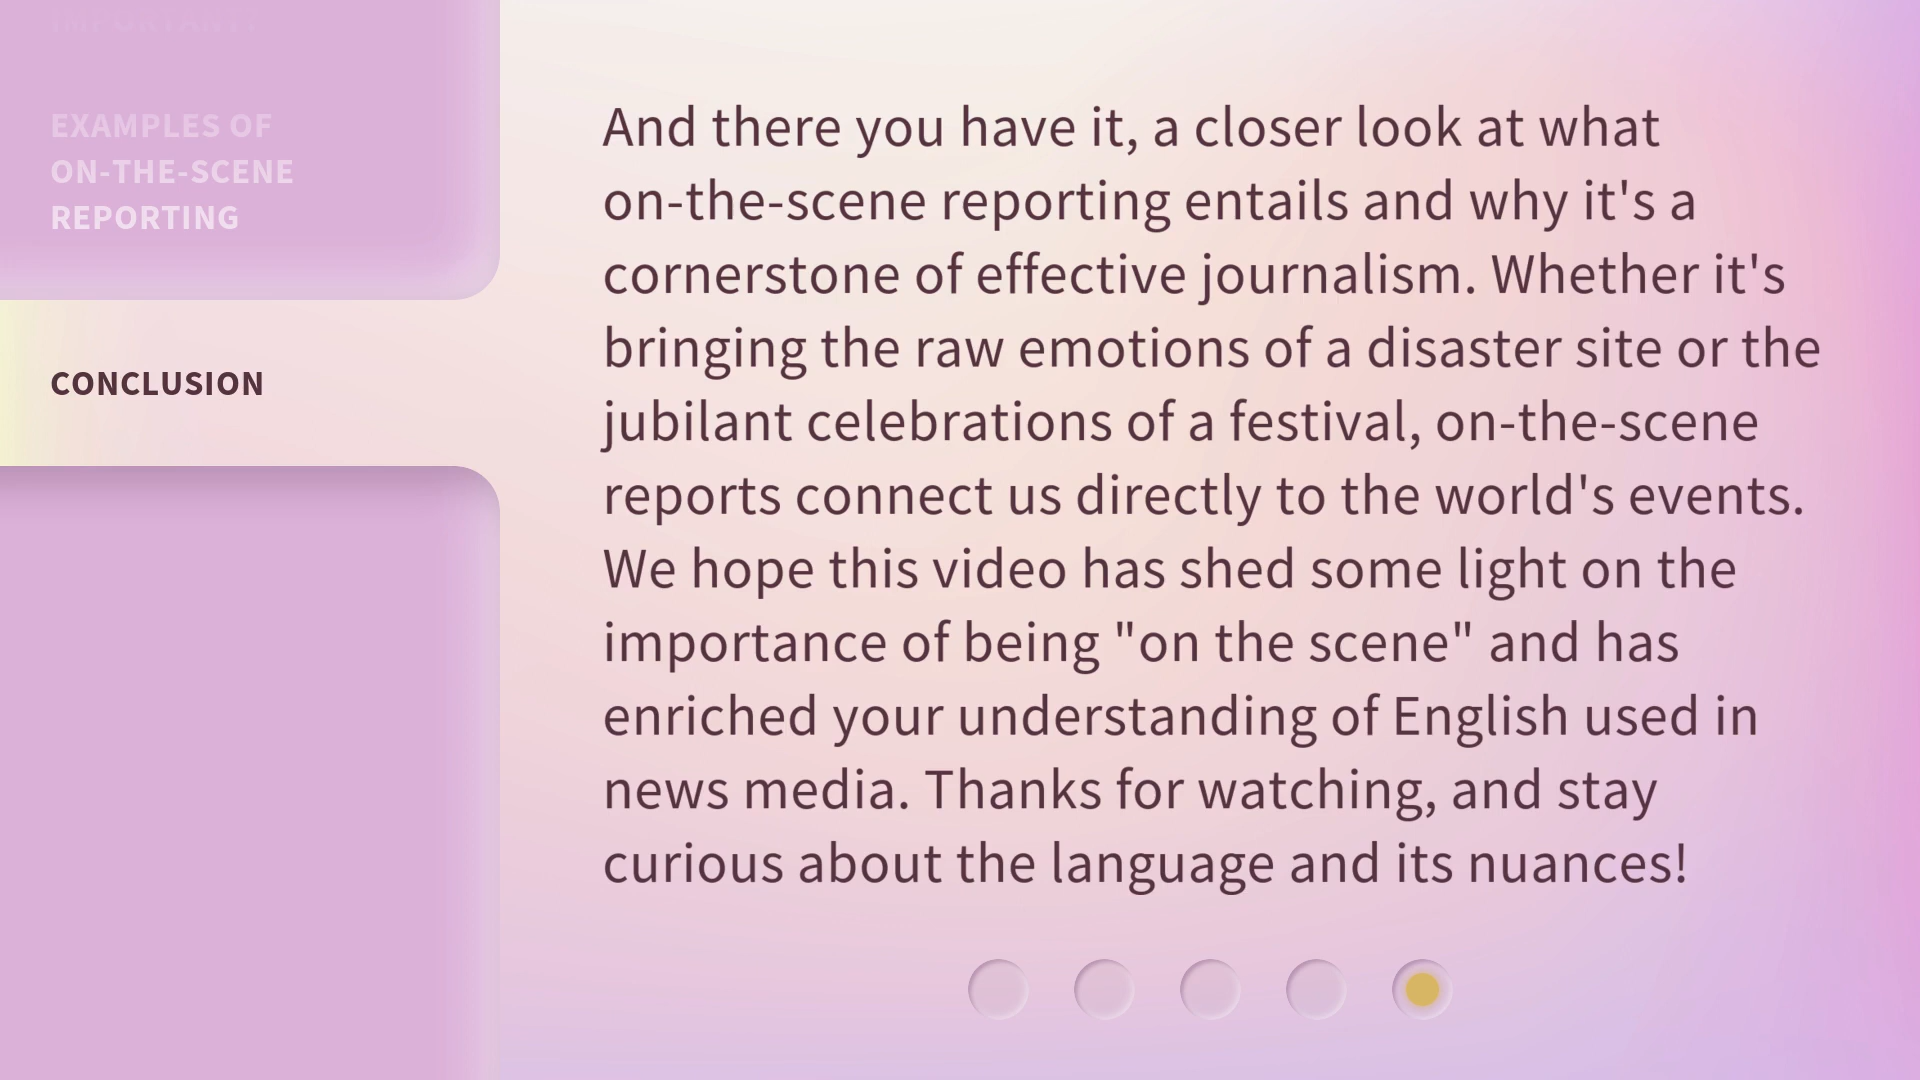 IMPORTANT?
EXAMPLES OF
ON-THE-SCENE
REPORTING
CONCLUSION
And there you have it, a closer look at what
on-the-scene reporting entails and why it's a
cornerstone of effective journalism. Whether it's
bringing the raw emotions of a disaster site or the
jubilant celebrations of a festival, on-the-scene
reports connect us directly to the world's events.
We hope this video has shed some light on the
importance of being "on the scene" and has
enriched your understanding of English used in
news media. Thanks for watching, and stay
curious about the language and its nuances!